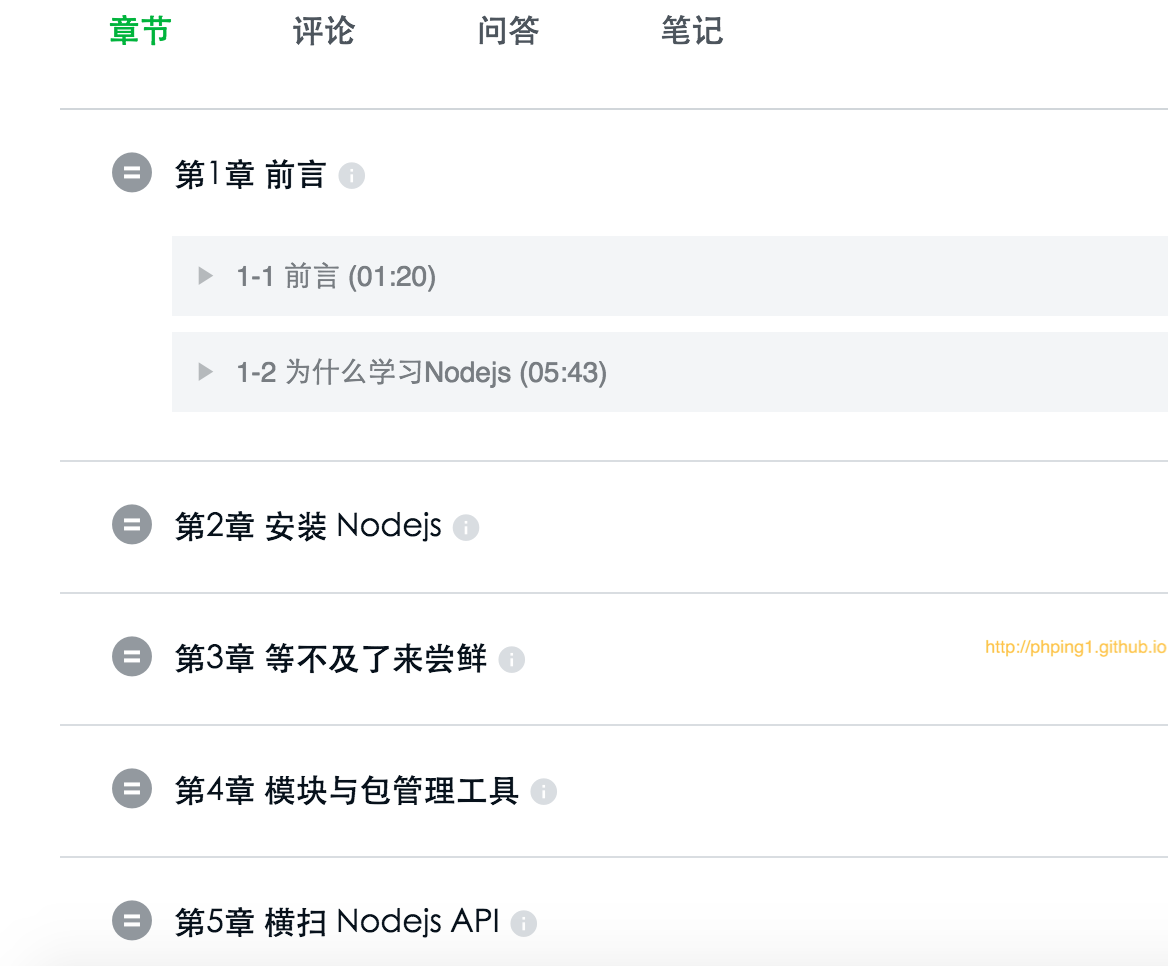 章节 评论 问答 笔记
第1章 前言
1-1 前言 (01:20)
1-2 为什么学习Nodejs (05:43)
第2章 安装 Nodejs
第3章 等不及了来尝鲜
http://phping1.github.io
第4章 模块与包管理工具
第5章 横扫 Nodejs API